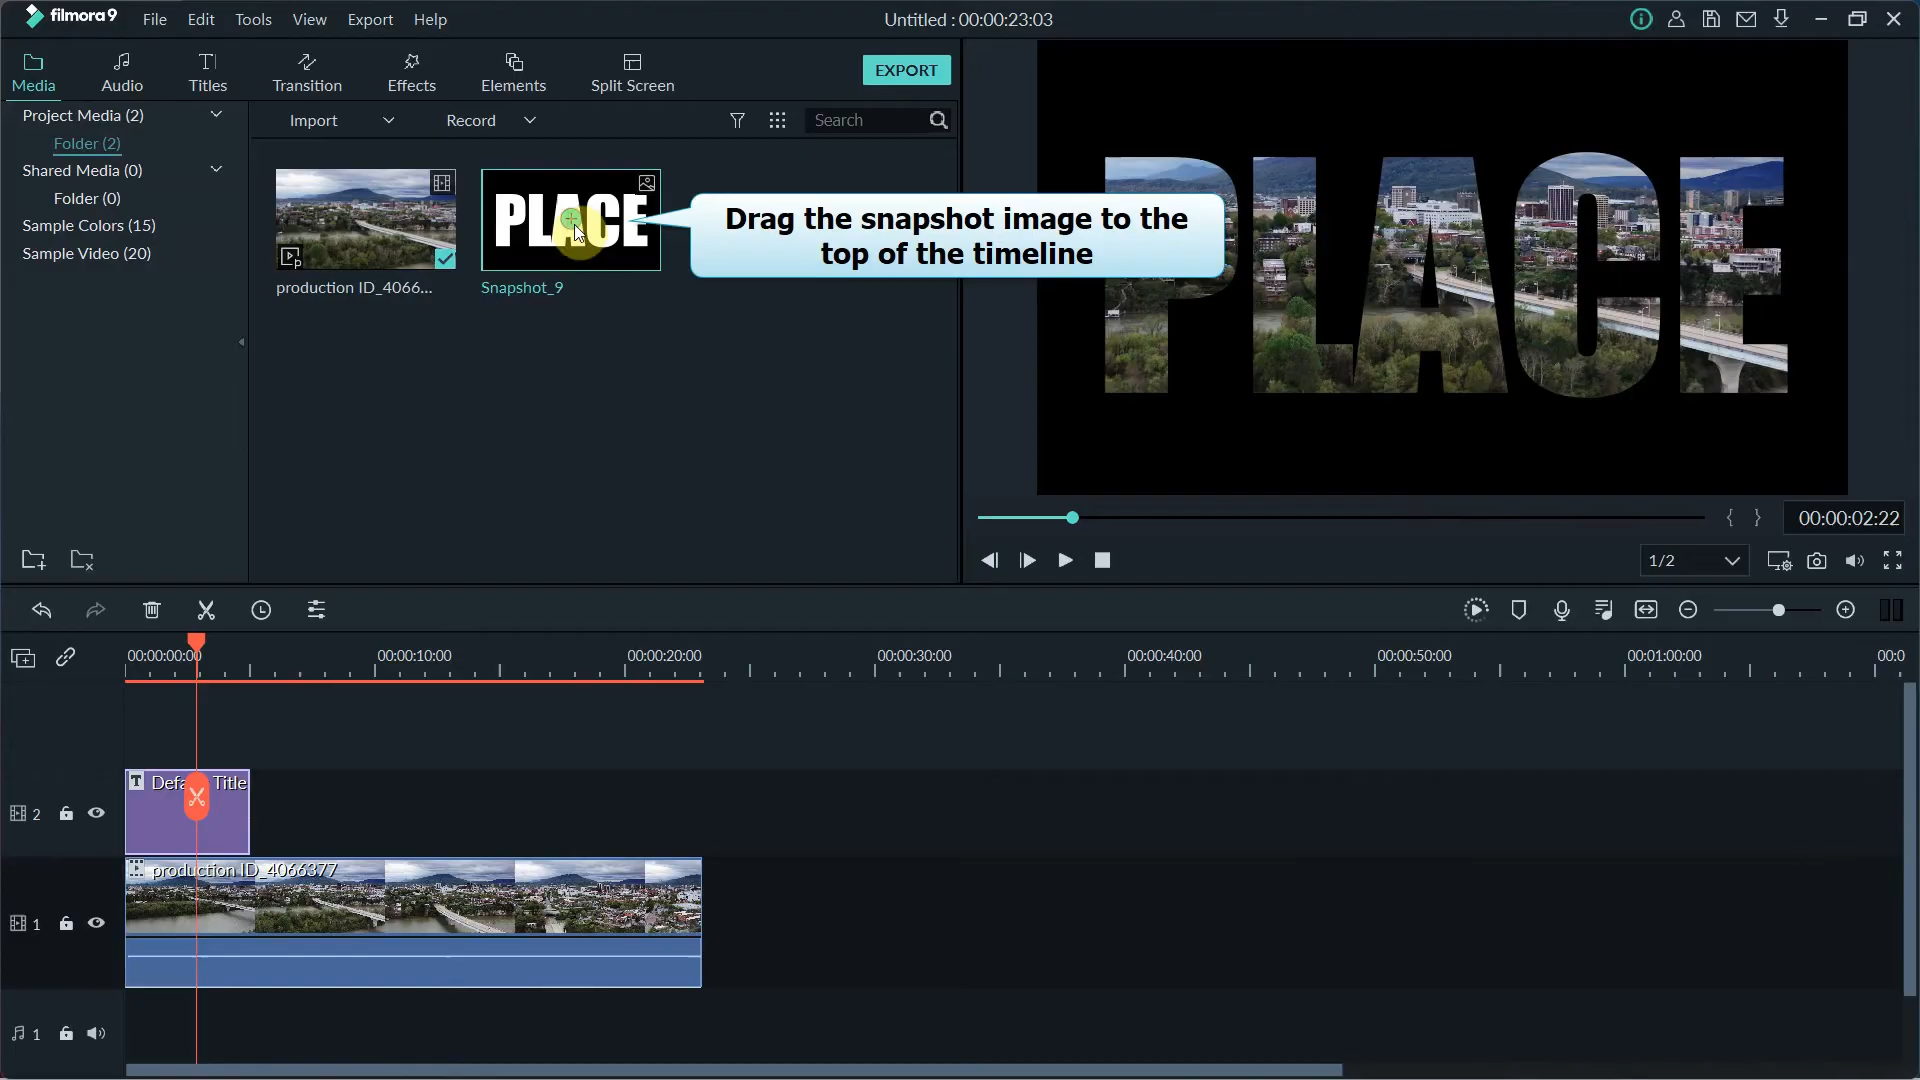 filmora9 File Edit Tools View Export Help Untitled : 00:00:23:03
Media Audio Titles Transition Effects Elements Split Screen EXPORT
Project Media (2)
Folder (2)
Shared Media (0)
Folder (0)
Sample Colors (15)
Sample Video (20)
Import Record Search
PLACE
production ID_4066... Snapshot_9
Drag the snapshot image to the
top of the timeline
PLACE
00:00:02:22
1/2
00:00:00:00 00:00:10:00 00:00:20:00 00:00:30:00 00:00:40:00 00:00:50:00 00:01:00:00 00:0
2
T Defa Title
1
production ID_4066377
1